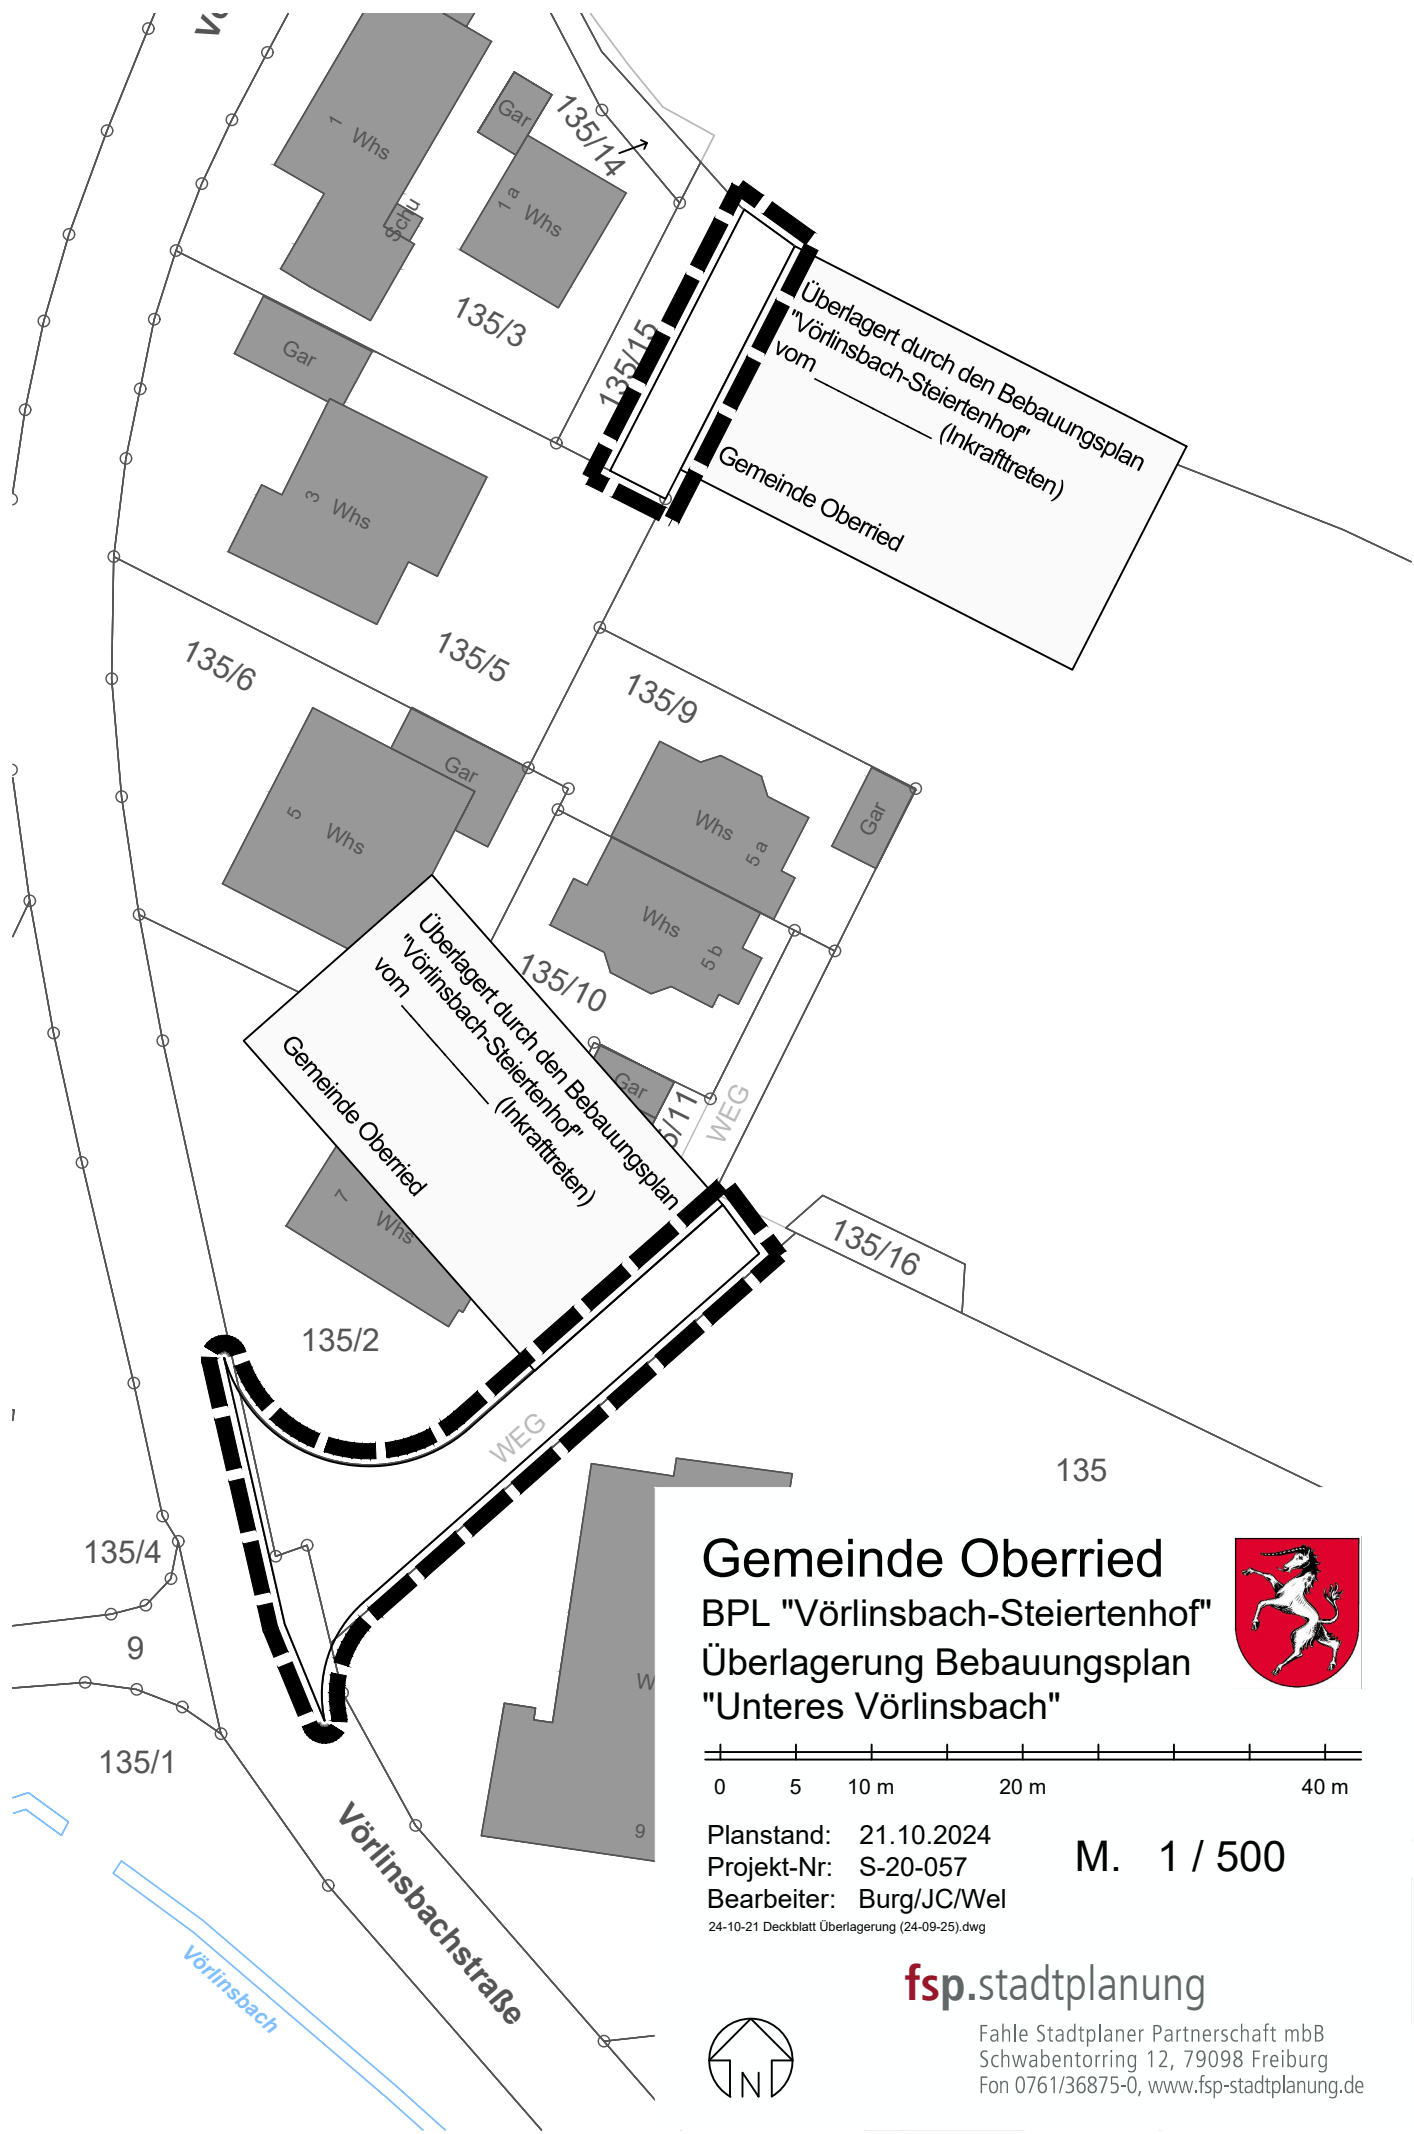 Gar
135/14
1
Whs
1 a
Whs
Schu
135/3
135/15
Gar
Überlagert durch den Bebauungsplan
"Vörlinsbach-Steiertenhof"
vom __________ (Inkrafttreten)
Gemeinde Oberried
3
Whs
135/5
135/6
135/9
Gar
5
Whs
Whs
5 a
Gar
Whs
5 b
135/10
Überlagert durch den Bebauungsplan
"Vörlinsbach-Steiertenhof"
vom __________ (Inkrafttreten)
Gemeinde Oberried
Gar
5/11
WEG
7
Whs
135/16
135/2
WEG
135
135/4
9
135/1
W
9
Vörlinsbachstraße
Vörlinsbach
Gemeinde Oberried
BPL "Vörlinsbach-Steiertenhof"
Überlagerung Bebauungsplan
"Unteres Vörlinsbach"
0 5 10 m 20 m 40 m
Planstand: 21.10.2024
Projekt-Nr: S-20-057
Bearbeiter: Burg/JC/Wel
M. 1 / 500
24-10-21 Deckblatt Überlagerung (24-09-25).dwg
fsp.stadtplanung
Fahle Stadtplaner Partnerschaft mbB
Schwabentorring 12, 79098 Freiburg
Fon 0761/36875-0, www.fsp-stadtplanung.de
N